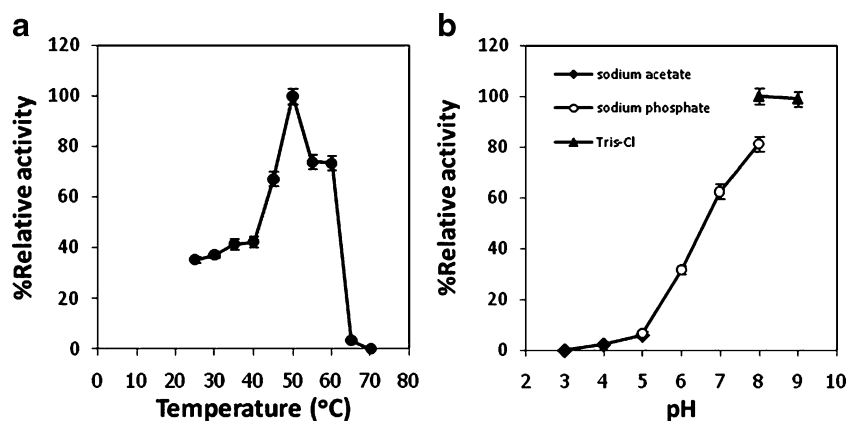 a
120
100
80
60
40
20
0
0 10 20 30 40 50 60 70 80
%Relative activity
Temperature (°C)
b
120
100
80
60
40
20
0
2 3 4 5 6 7 8 9 10
%Relative activity
pH
sodium acetate
sodium phosphate
Tris-Cl